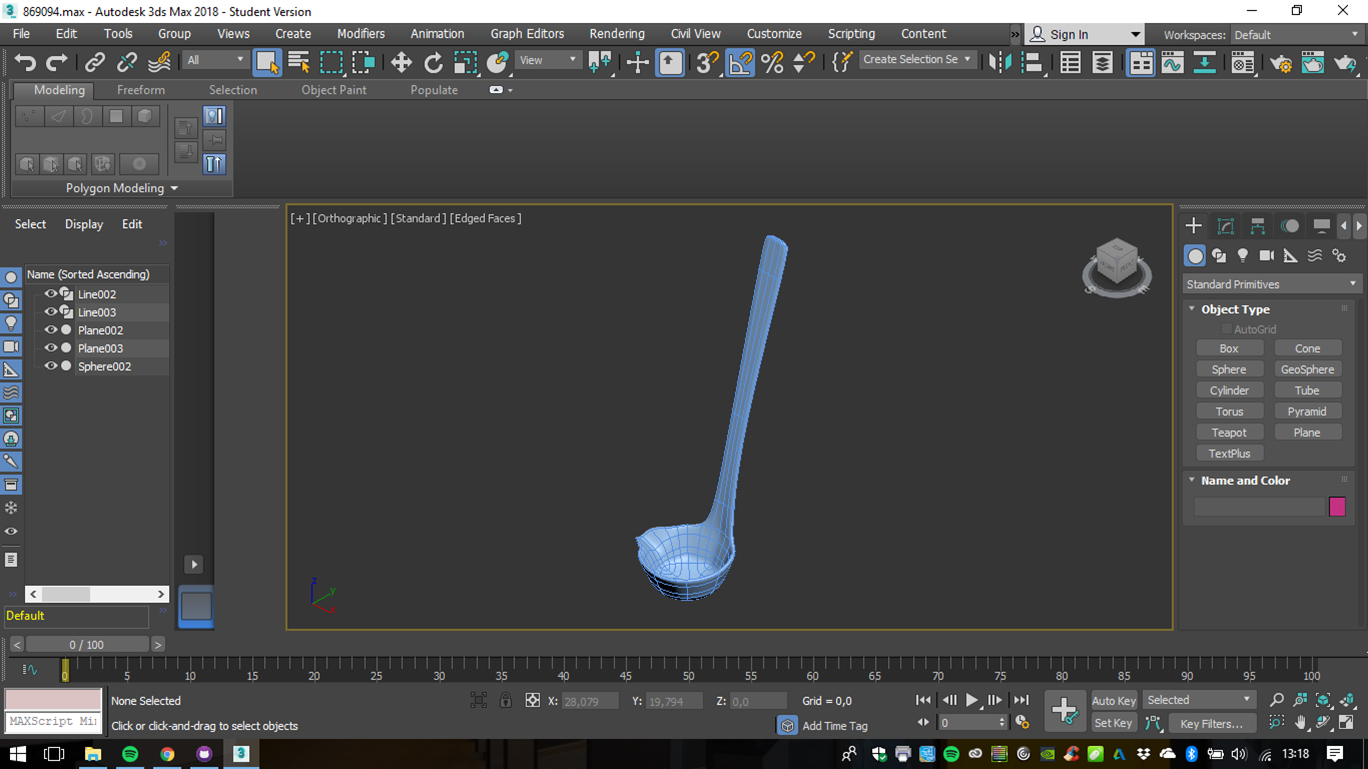 869094.max - Autodesk 3ds Max 2018 - Student Version
File Edit Tools Group Views Create Modifiers Animation Graph Editors Rendering Civil View Customize Scripting Content » Sign In Workspaces: Default
All View Create Selection Se
Modeling Freeform Selection Object Paint Populate
Polygon Modeling
Select Display Edit
Name (Sorted Ascending)
Line002
Line003
Plane002
Plane003
Sphere002
Default
[+] [Orthographic] [Standard] [Edged Faces]
z
y
x
Standard Primitives
Object Type
AutoGrid
Box Cone
Sphere GeoSphere
Cylinder Tube
Torus Pyramid
Teapot Plane
TextPlus
Name and Color
< 0 / 100 >
0 5 10 15 20 25 30 35 40 45 50 55 60 65 70 75 80 85 90 95 100
None Selected X: 28,079 Y: 19,794 Z: 0,0 Grid = 0,0 Auto Key Selected
MAXScript Mi
Click or click-and-drag to select objects Add Time Tag 0 Set Key Key Filters...
13:18